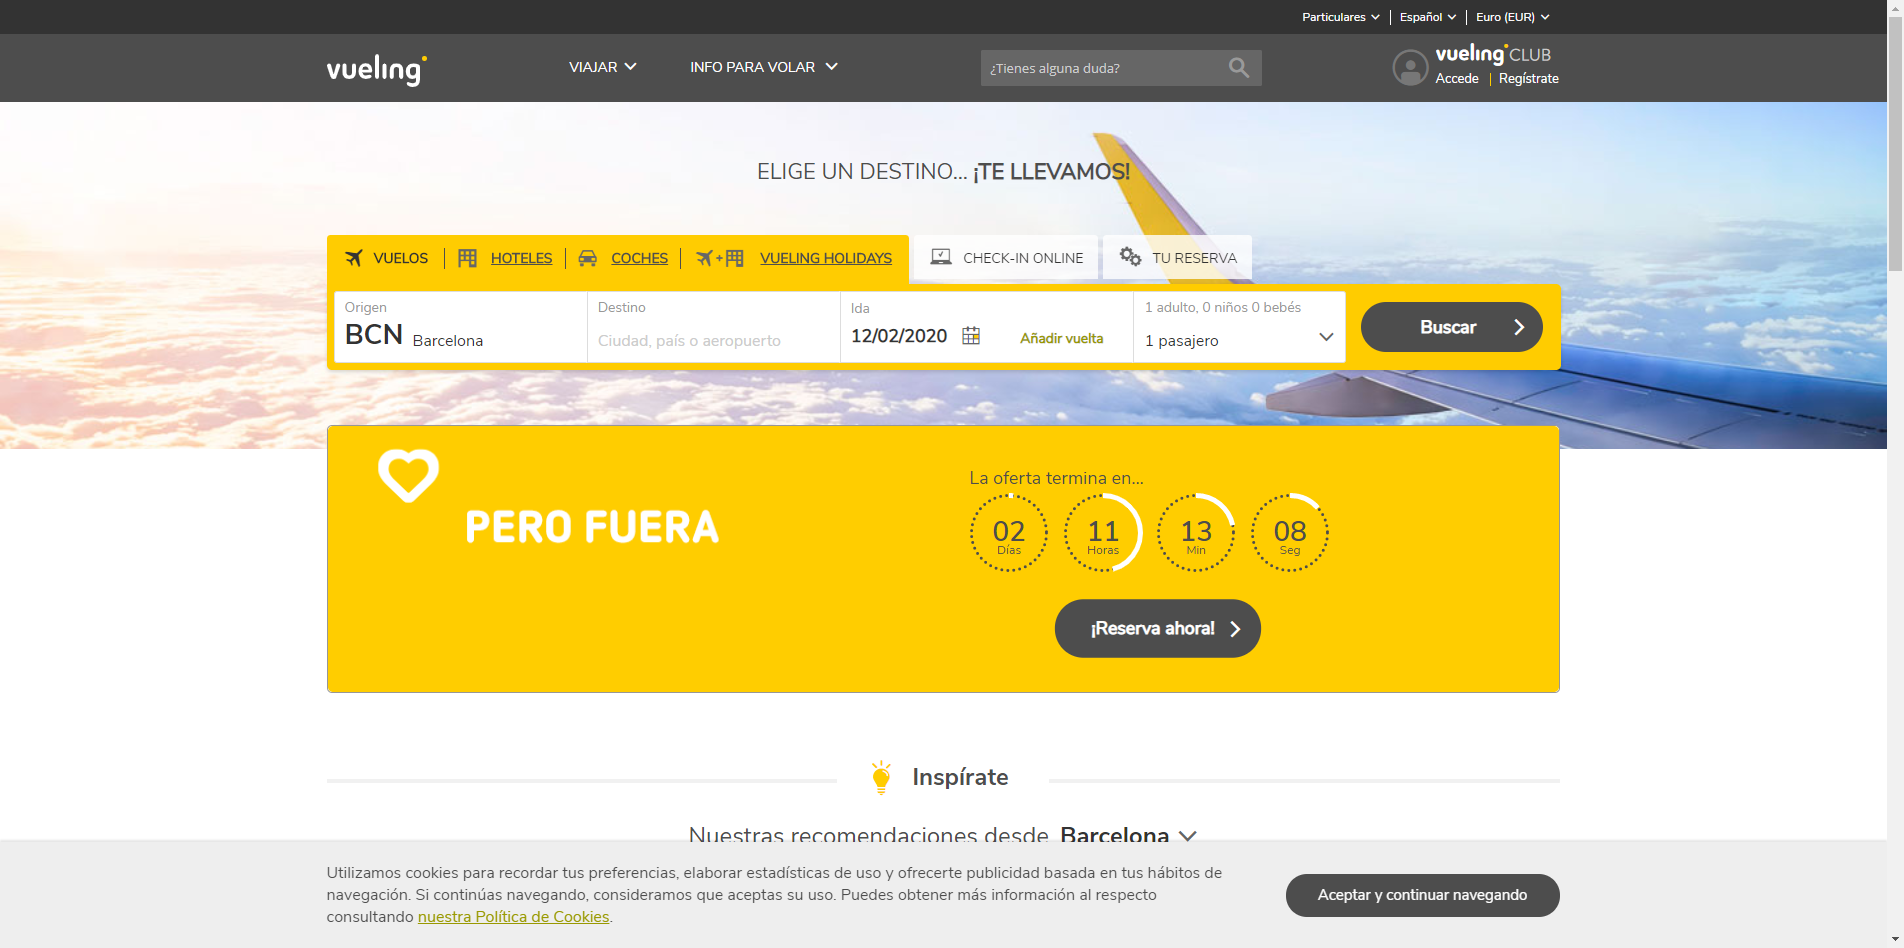 Particulares Español Euro (EUR)
vueling VIAJAR INFO PARA VOLAR ¿Tienes alguna duda? vueling CLUB
Accede Regístrate
ELIGE UN DESTINO... ¡TE LLEVAMOS!
VUELOS HOTELES COCHES + VUELING HOLIDAYS CHECK-IN ONLINE TU RESERVA
Origen Destino Ida 1 adulto, 0 niños 0 bebés
BCN Barcelona Ciudad, país o aeropuerto 12/02/2020 Añadir vuelta 1 pasajero Buscar
La oferta termina en...
PERO FUERA
02 11 13 08
Días Horas Min Seg
¡Reserva ahora!
Inspírate
Nuestras recomendaciones desde Barcelona
Utilizamos cookies para recordar tus preferencias, elaborar estadísticas de uso y ofrecerte publicidad basada en tus hábitos de
navegación. Si continúas navegando, consideramos que aceptas su uso. Puedes obtener más información al respecto
consultando nuestra Política de Cookies.
Aceptar y continuar navegando